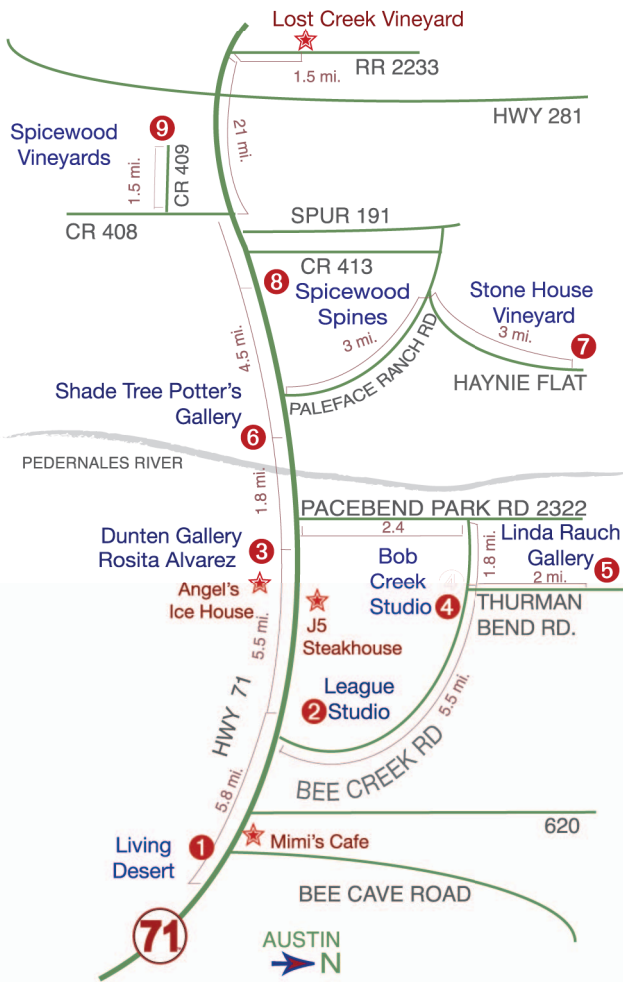 Lost Creek Vineyard
RR 2233
1.5 mi.
HWY 281
21 mi.
9
Spicewood
Vineyards
1.5 mi.
CR 409
CR 408
SPUR 191
CR 413
8
Spicewood
Spines
Stone House
Vineyard
7
3 mi.
3 mi.
PALEFACE RANCH RD
HAYNIE FLAT
4.5 mi.
Shade Tree Potter's
Gallery
6
PEDERNALES RIVER
1.8 mi.
PACEBEND PARK RD 2322
2.4
Dunten Gallery
Rosita Alvarez
3
Bob
Creek
Studio
4
4
1.8 mi.
Linda Rauch
Gallery
5
2 mi.
THURMAN
BEND RD.
Angel's
Ice House
J5
Steakhouse
5.5 mi.
League
2
Studio
5.5 mi.
HWY 71
BEE CREEK RD
5.8 mi.
620
Living
Desert
1
Mimi's Cafe
BEE CAVE ROAD
71
AUSTIN
N